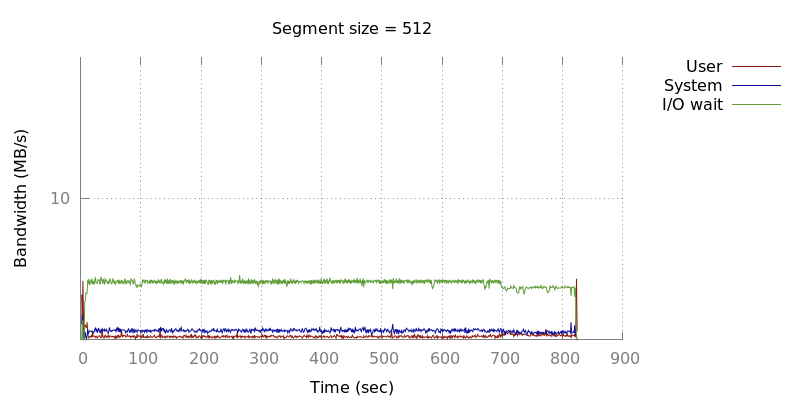 Segment size = 512
User
System
I/O wait
Bandwidth (MB/s)
10
0 100 200 300 400 500 600 700 800 900
Time (sec)